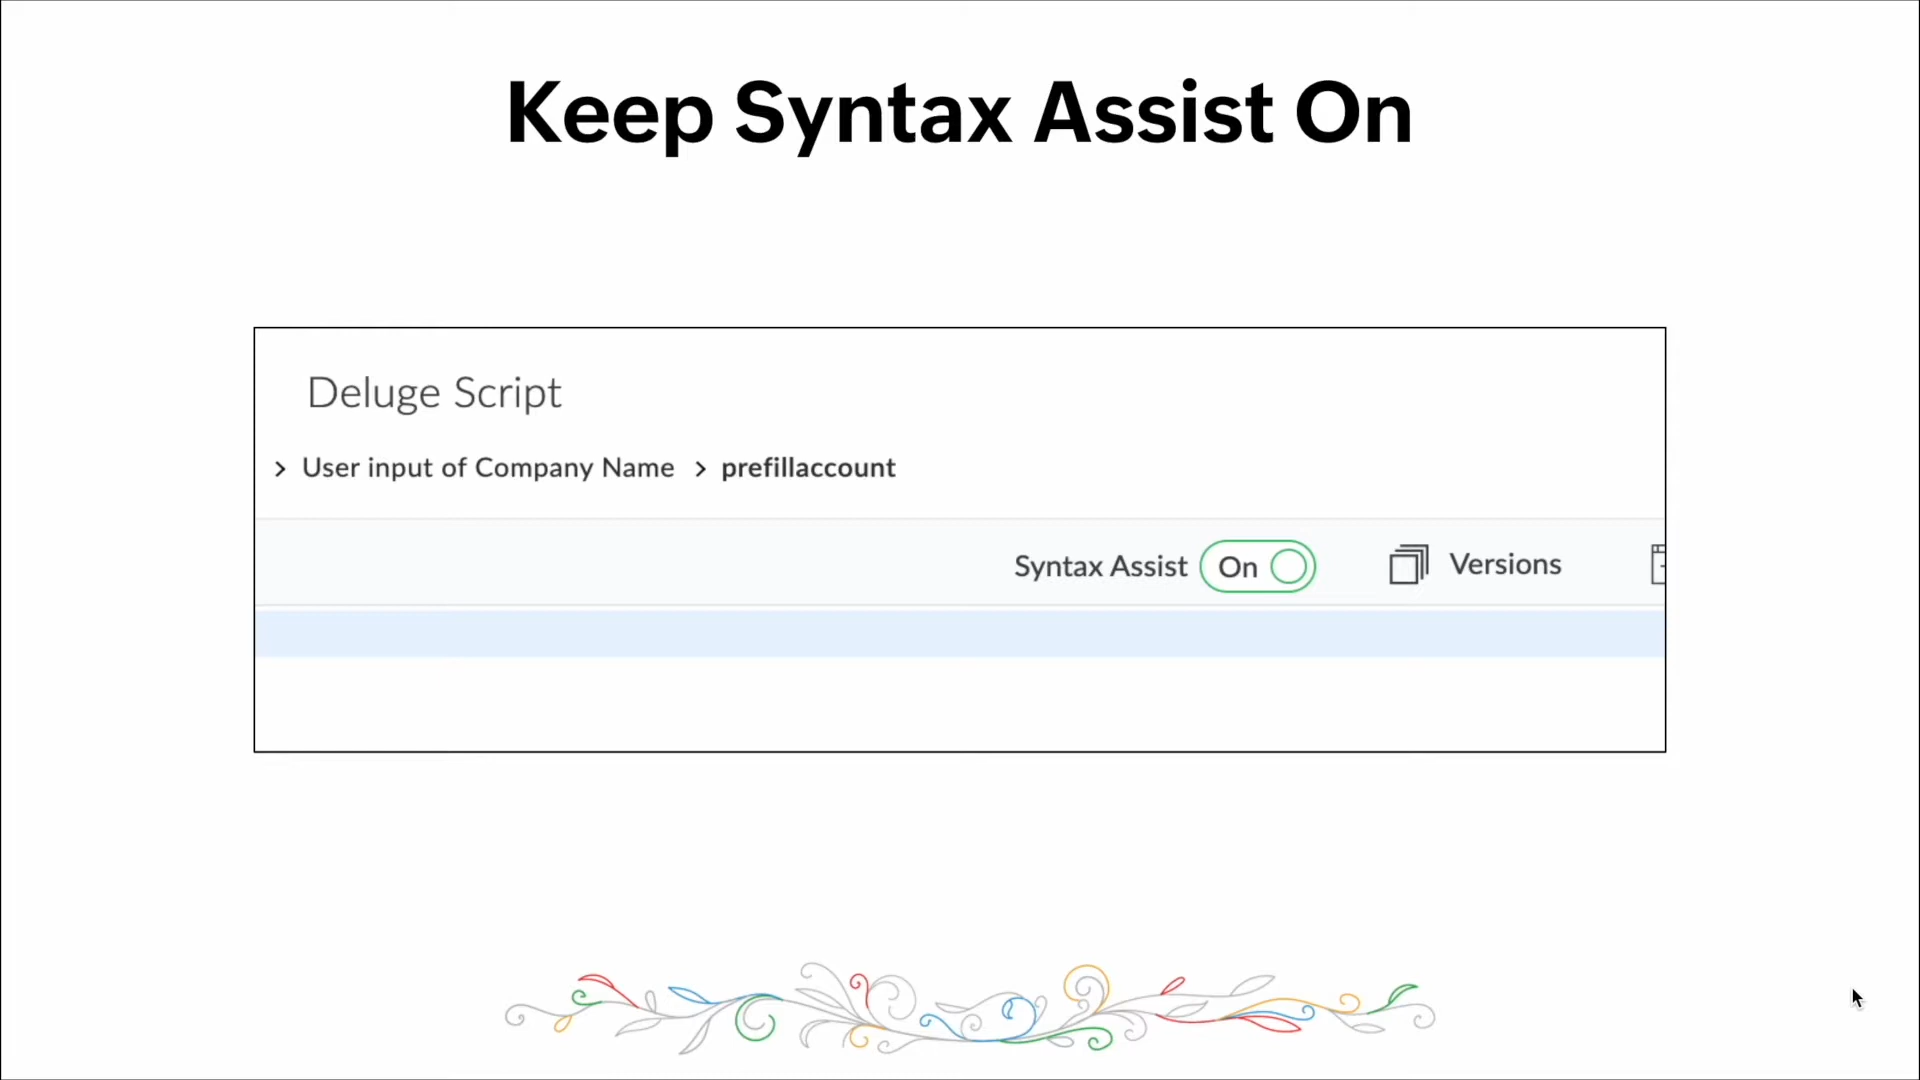 Keep Syntax Assist On
Deluge Script
> User input of Company Name > prefillaccount
Syntax Assist On Versions